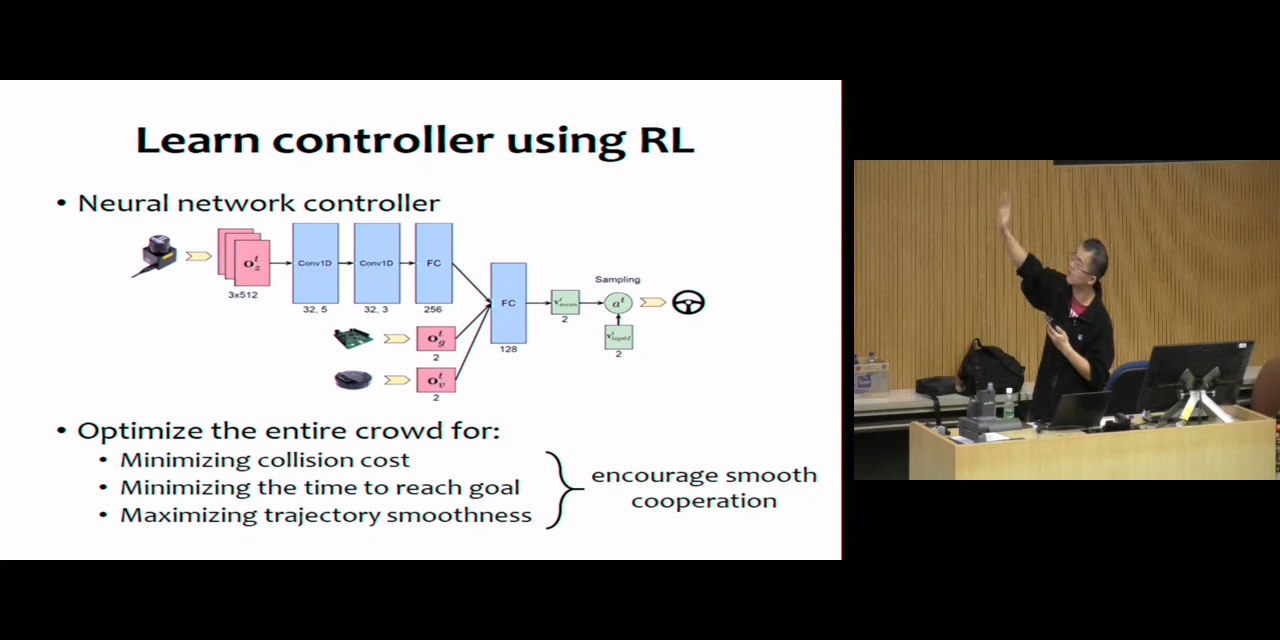 Learn controller using RL
• Neural network controller
Sampling
Conv1D
Conv1D
FC
FC
3x512
32, 5
32, 3
256
128
2
2
2
2
• Optimize the entire crowd for:
• Minimizing collision cost
• Minimizing the time to reach goal
• Maximizing trajectory smoothness
encourage smooth
cooperation